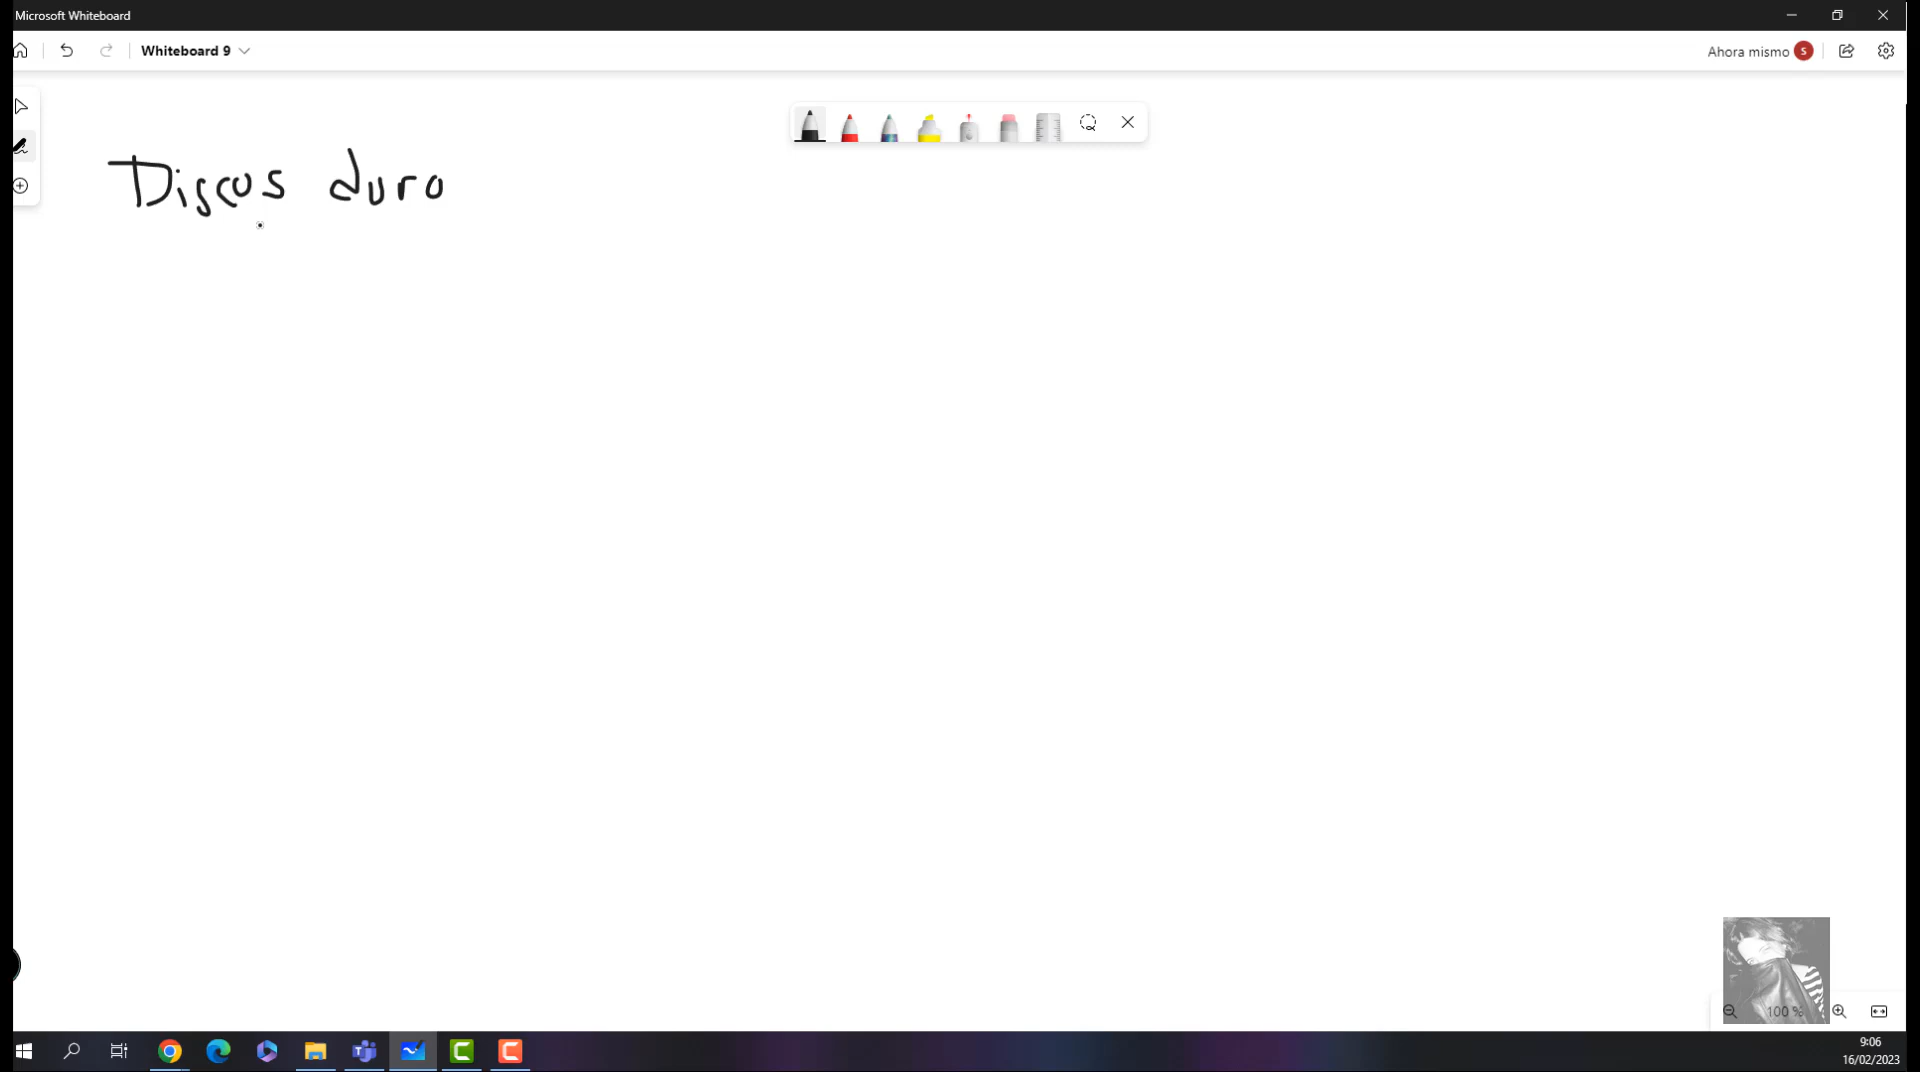 Microsoft Whiteboard
Whiteboard 9
Ahora mismo S
Discos duro
100 %
9:06
16/02/2023